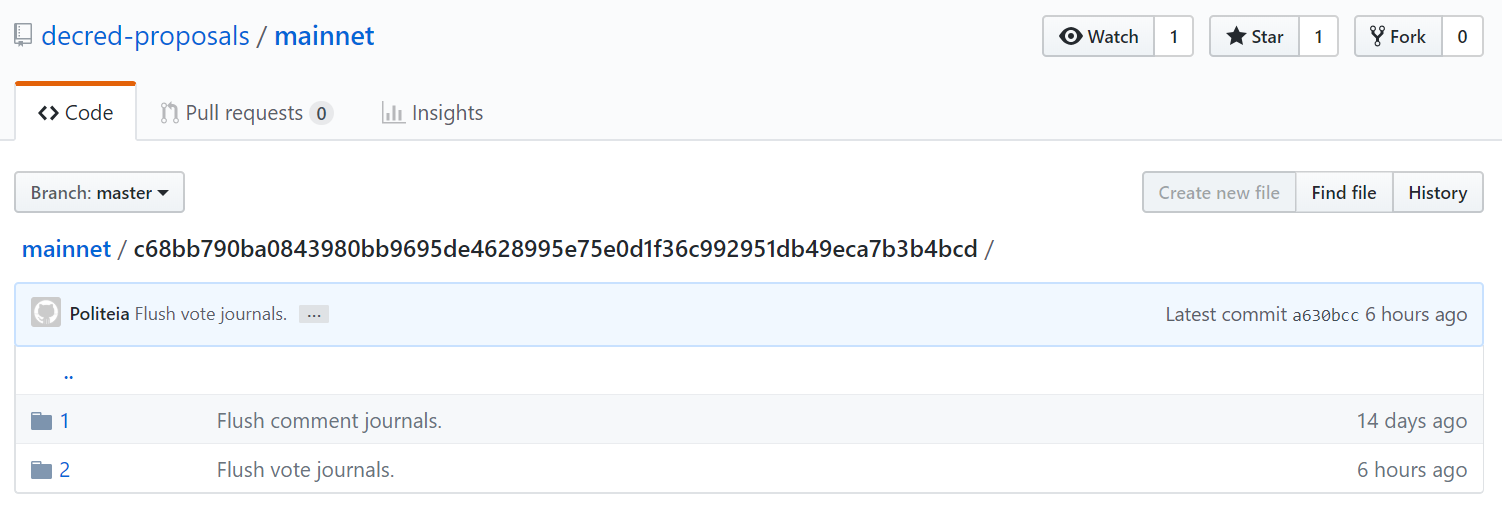 decred-proposals / mainnet
Watch 1 Star 1 Fork 0
Code Pull requests 0 Insights
Branch: master Create new file Find file History
mainnet / c68bb790ba0843980bb9695de4628995e75e0d1f36c992951db49eca7b3b4bcd /
Politeia Flush vote journals. ... Latest commit a630bcc 6 hours ago
..
1 Flush comment journals. 14 days ago
2 Flush vote journals. 6 hours ago